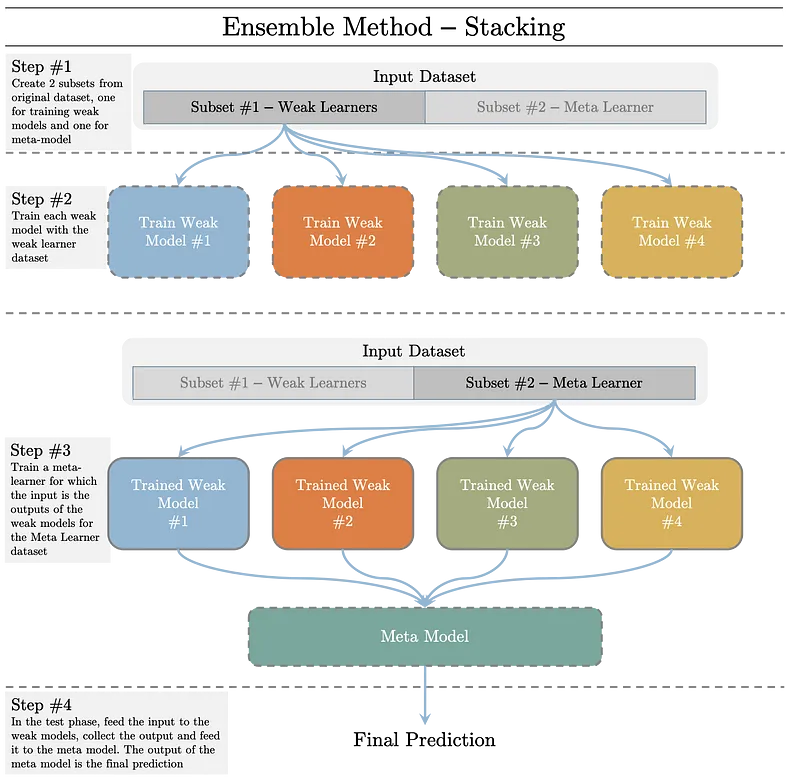 Ensemble Method – Stacking
Step #1
Create 2 subsets from
original dataset, one
for training weak
models and one for
meta-model
Input Dataset
Subset #1 – Weak Learners
Subset #2 – Meta Learner
Step #2
Train each weak
model with the
weak learner
dataset
Train Weak
Model #1
Train Weak
Model #2
Train Weak
Model #3
Train Weak
Model #4
Input Dataset
Subset #1 – Weak Learners
Subset #2 – Meta Learner
Step #3
Train a meta-
learner for which
the input is the
outputs of the
weak models for
the Meta Learner
dataset
Trained Weak
Model
#1
Trained Weak
Model
#2
Trained Weak
Model
#3
Trained Weak
Model
#4
Meta Model
Step #4
In the test phase, feed the input to the
weak models, collect the output and feed
it to the meta model. The output of the
meta model is the final prediction
Final Prediction